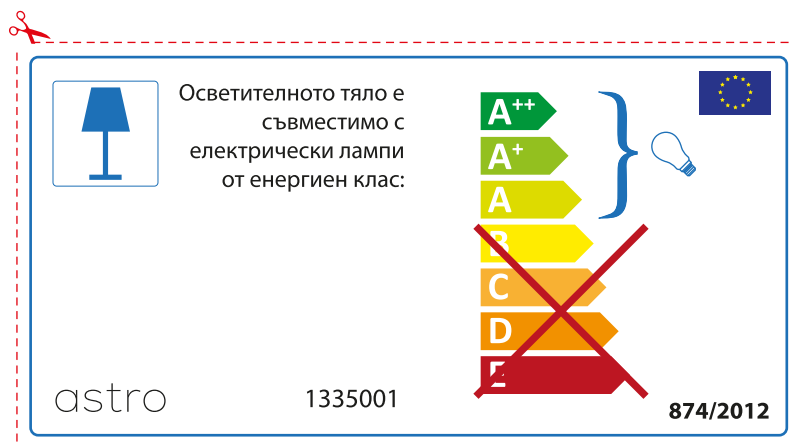 Осветителното тяло е
съвместимо с
електрически лампи
от енергиен клас:
A++
A+
A
B
C
D
E
astro
1335001
874/2012